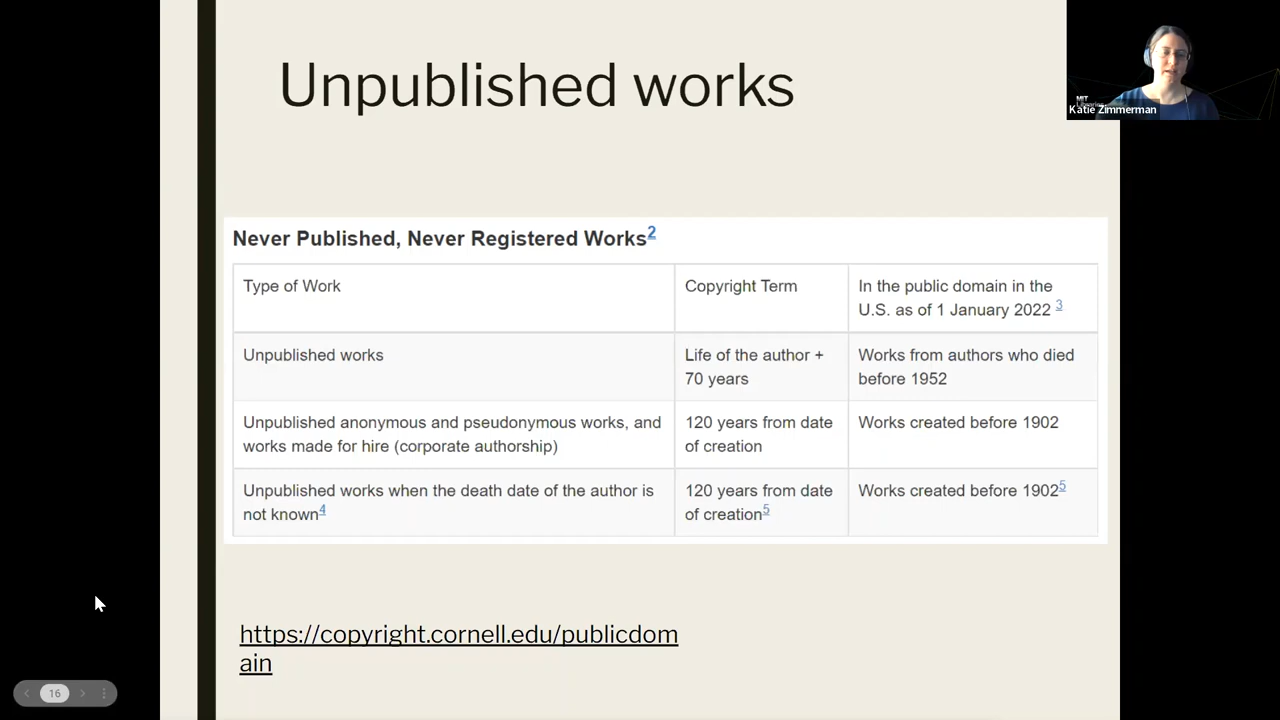 Unpublished works
MIT
Katie Zimmerman
Never Published, Never Registered Works2
Type of Work
Copyright Term
In the public domain in the
U.S. as of 1 January 2022 3
Unpublished works
Life of the author +
70 years
Works from authors who died
before 1952
Unpublished anonymous and pseudonymous works, and
works made for hire (corporate authorship)
120 years from date
of creation
Works created before 1902
Unpublished works when the death date of the author is
not known4
120 years from date
of creation5
Works created before 19025
https://copyright.cornell.edu/publicdom
ain
16